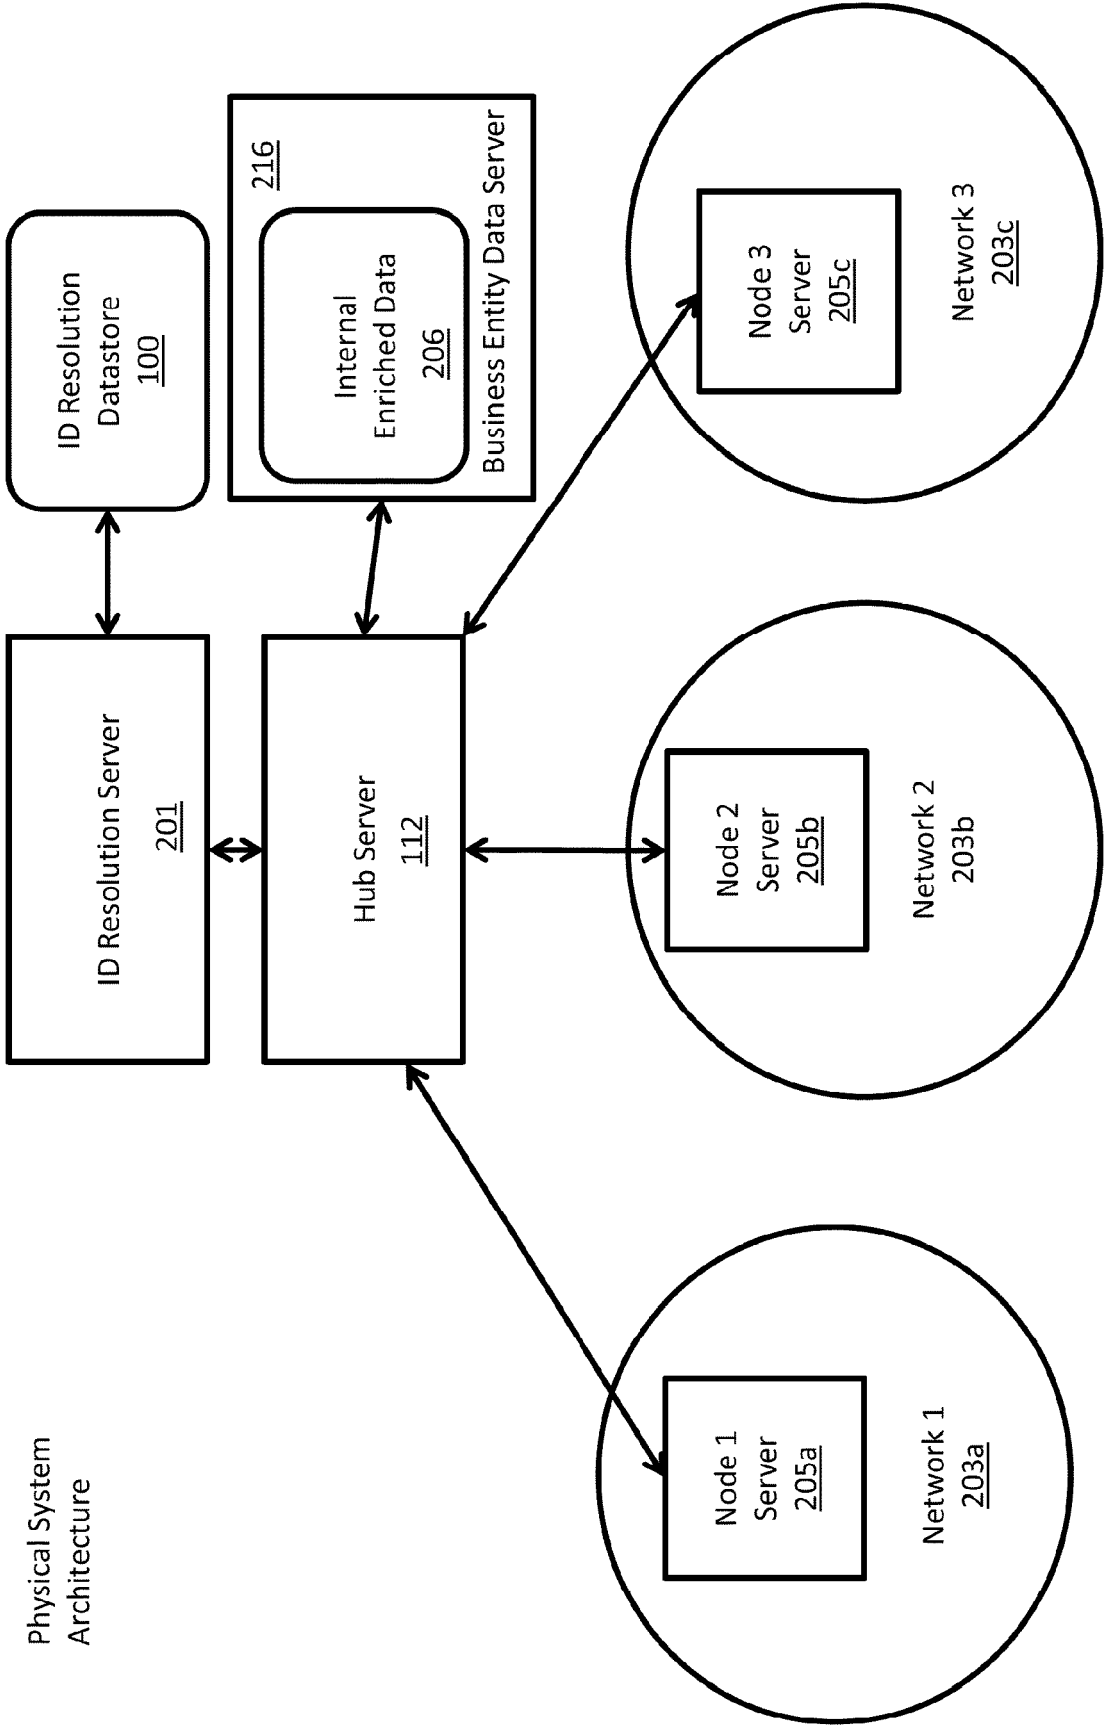 Physical System
Architecture
ID Resolution Server
201
ID Resolution
Datastore
100
Hub Server
112
216
Internal
Enriched Data
206
Business Entity Data Server
Node 1
Server
205a
Network 1
203a
Node 2
Server
205b
Network 2
203b
Node 3
Server
205c
Network 3
203c